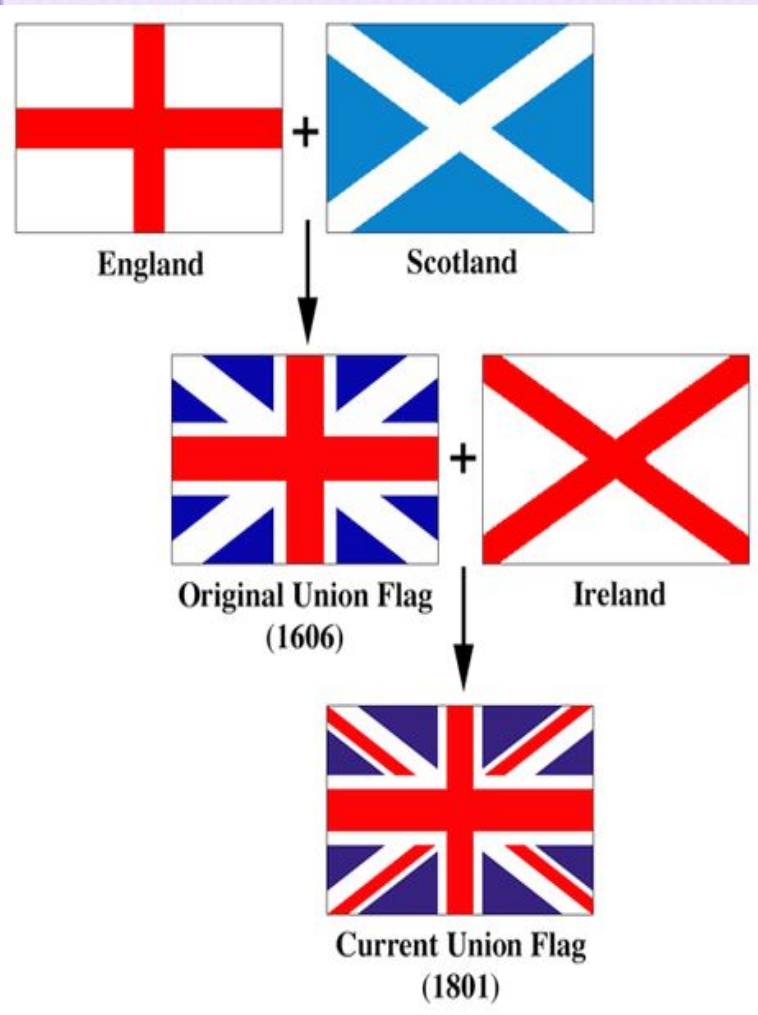 +
England
Scotland
+
Original Union Flag
(1606)
Ireland
Current Union Flag
(1801)